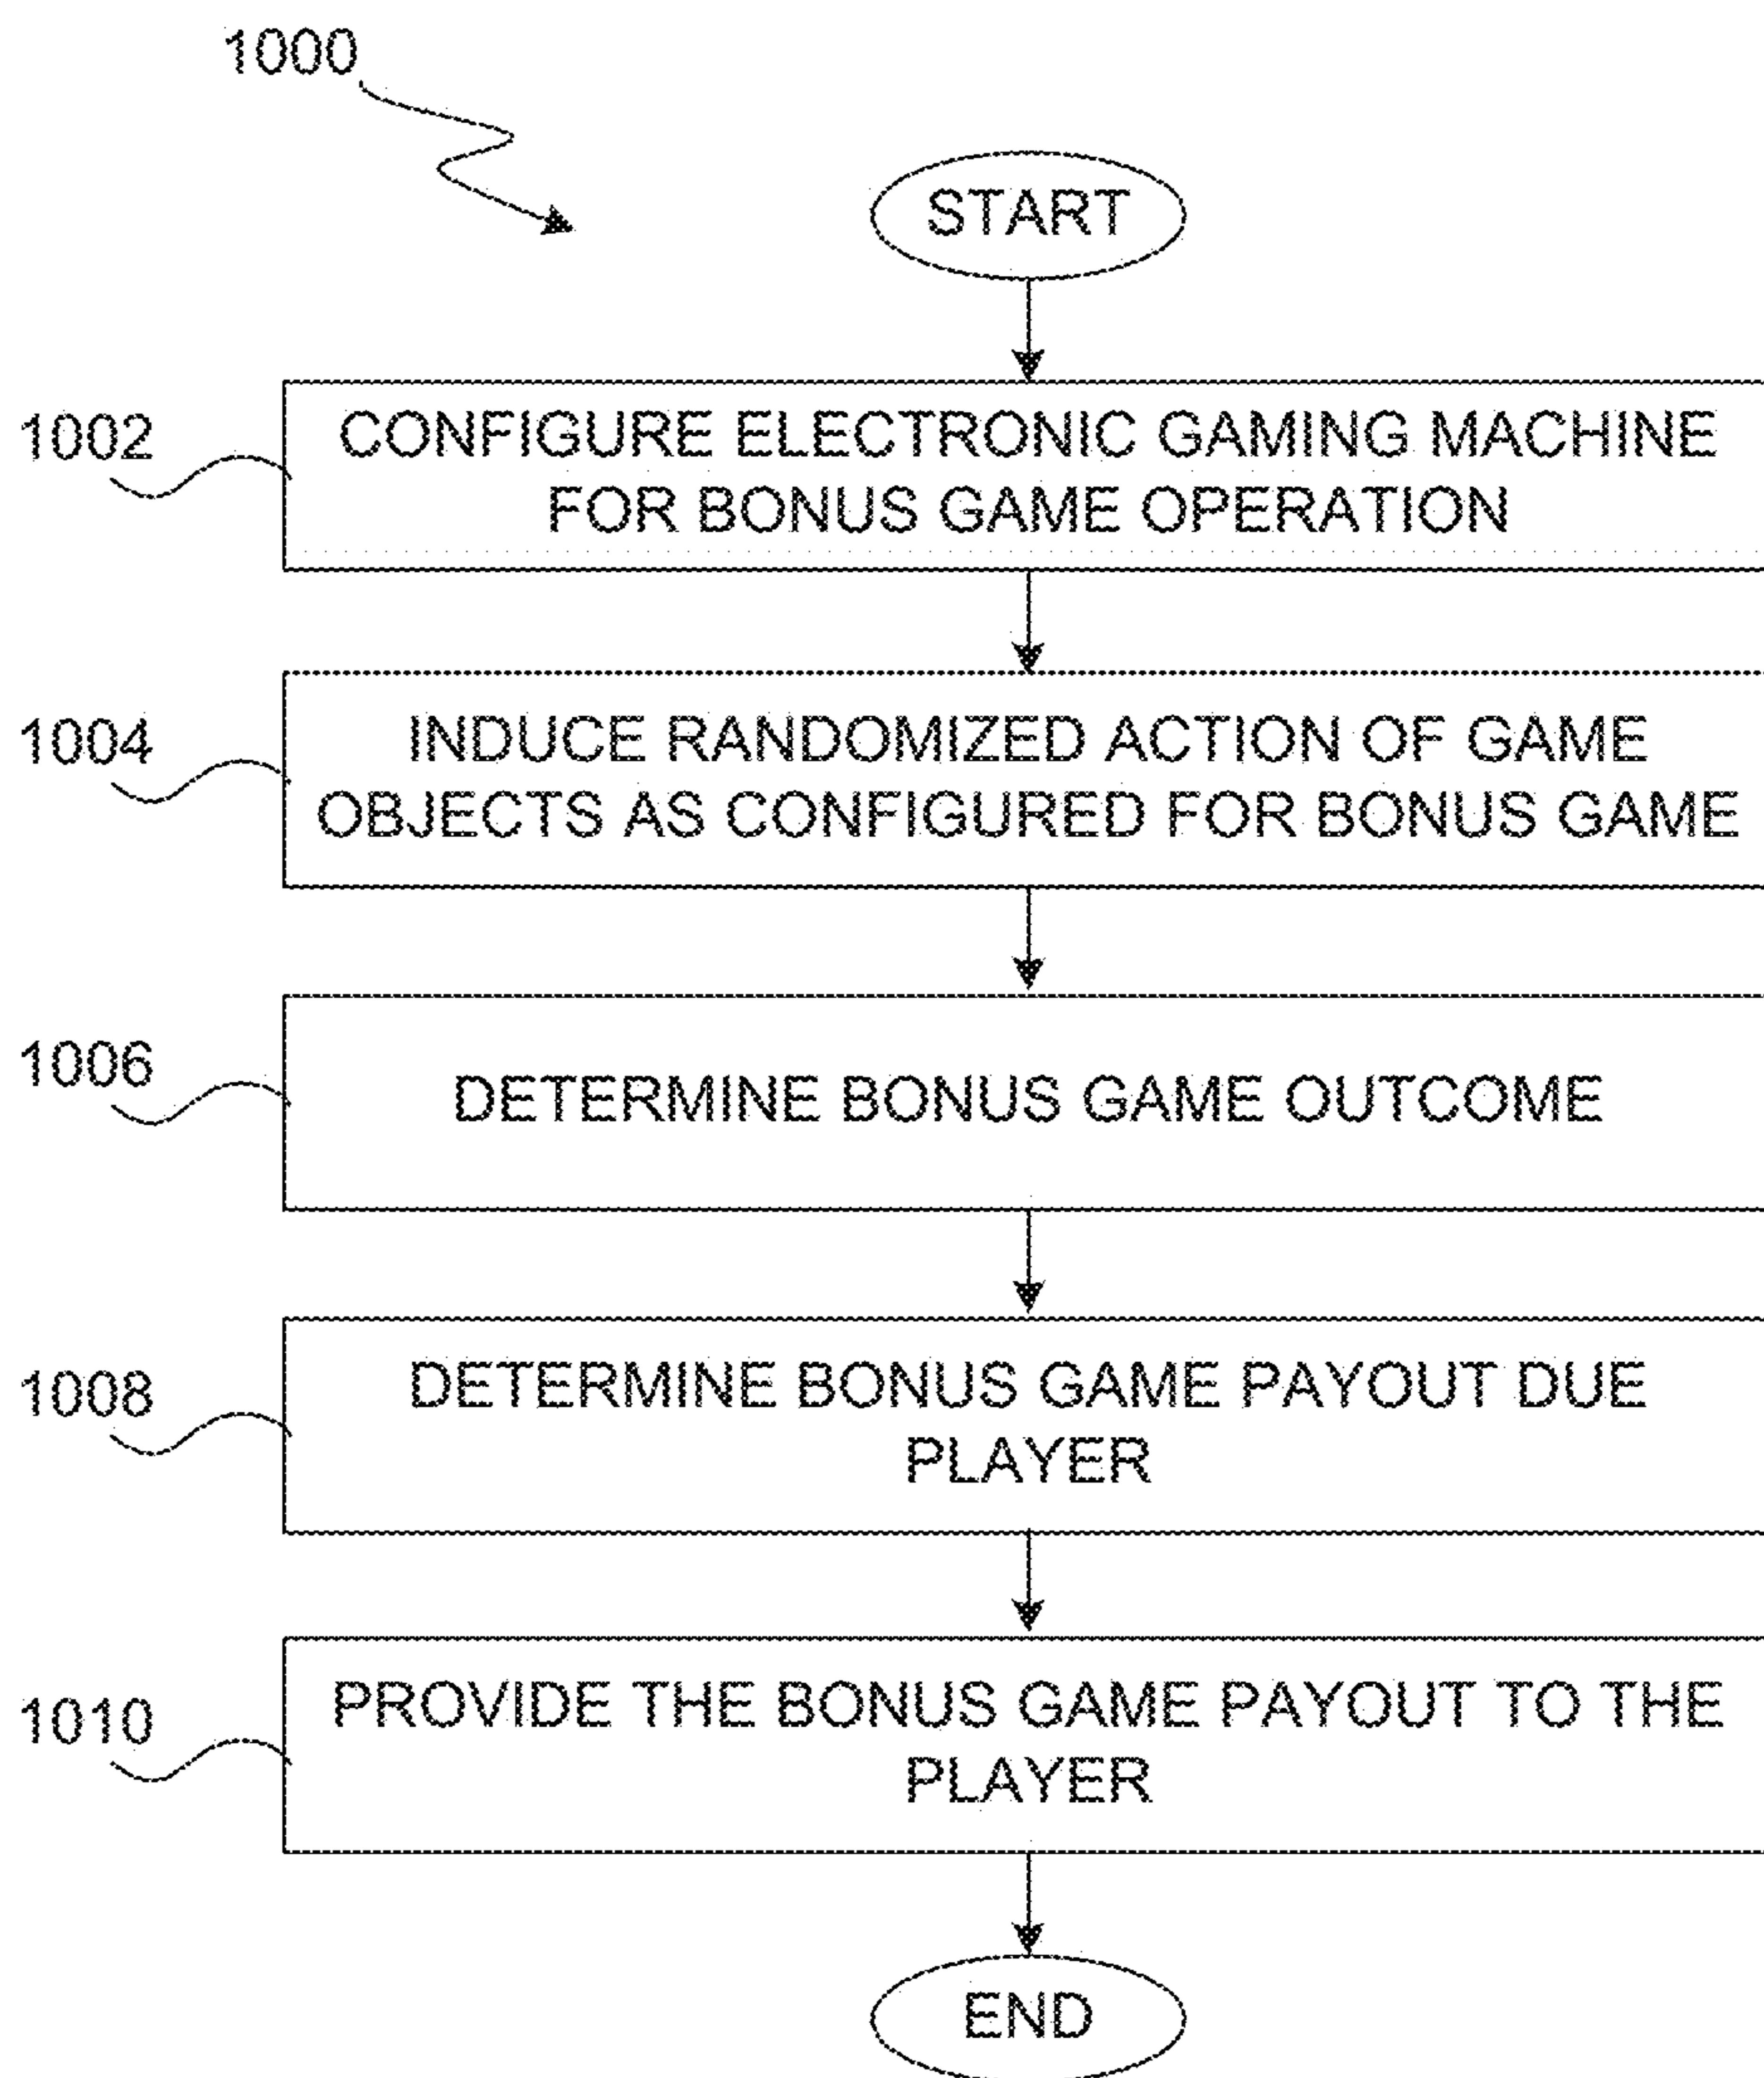 1000
START
1002
CONFIGURE ELECTRONIC GAMING MACHINE
FOR BONUS GAME OPERATION
1004
INDUCE RANDOMIZED ACTION OF GAME
OBJECTS AS CONFIGURED FOR BONUS GAME
1006
DETERMINE BONUS GAME OUTCOME
1008
DETERMINE BONUS GAME PAYOUT DUE
PLAYER
1010
PROVIDE THE BONUS GAME PAYOUT TO THE
PLAYER
END